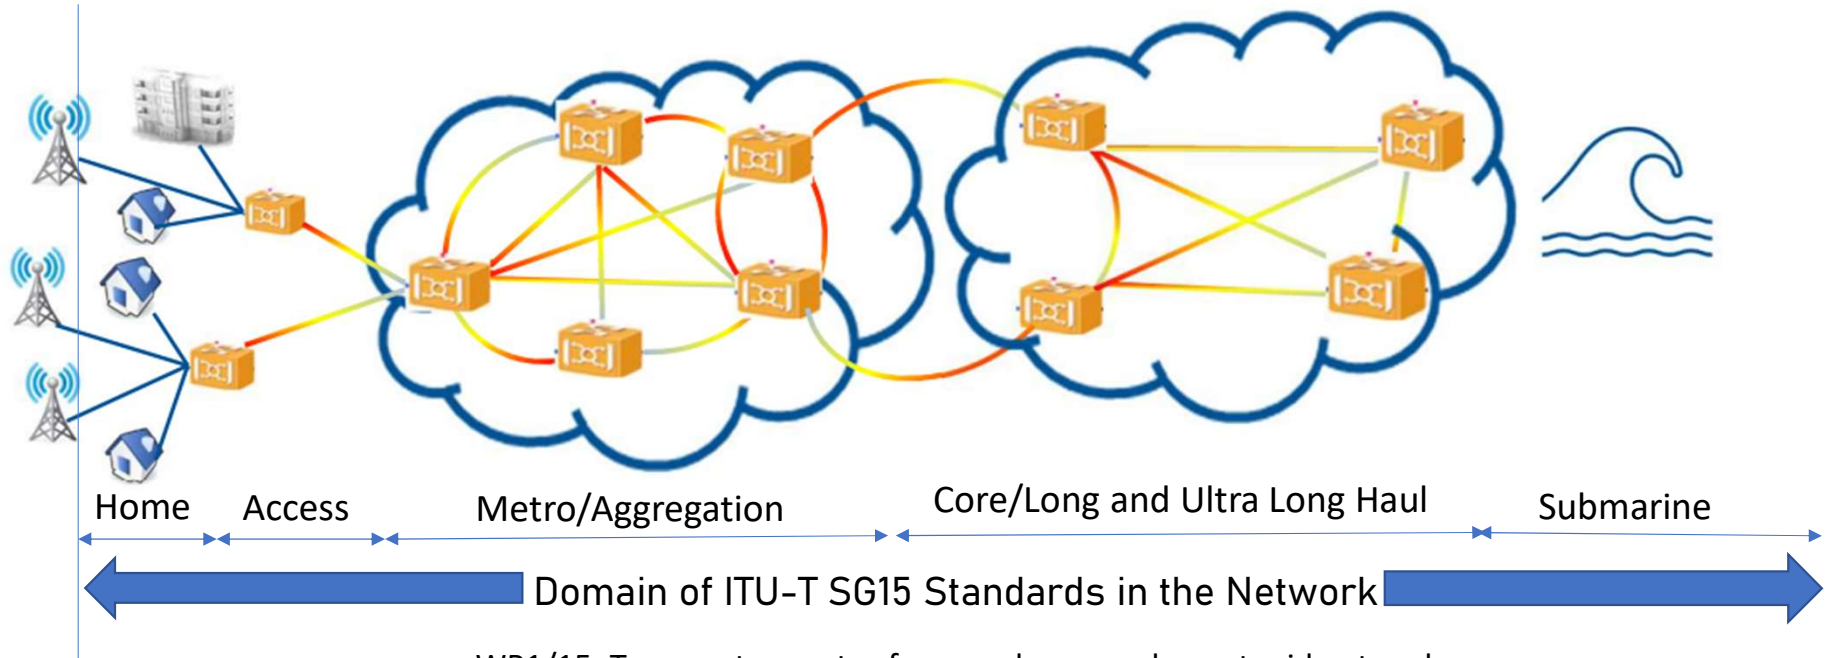 Home
Access
Metro/Aggregation
Core/Long and Ultra Long Haul
Submarine
Domain of ITU-T SG15 Standards in the Network